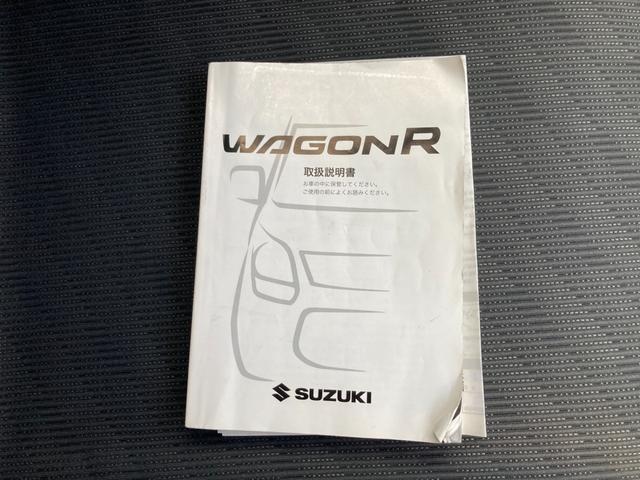 WAGONR
取扱説明書
お車の中に保管してください。
ご使用の前によくお読みください。
SUZUKI